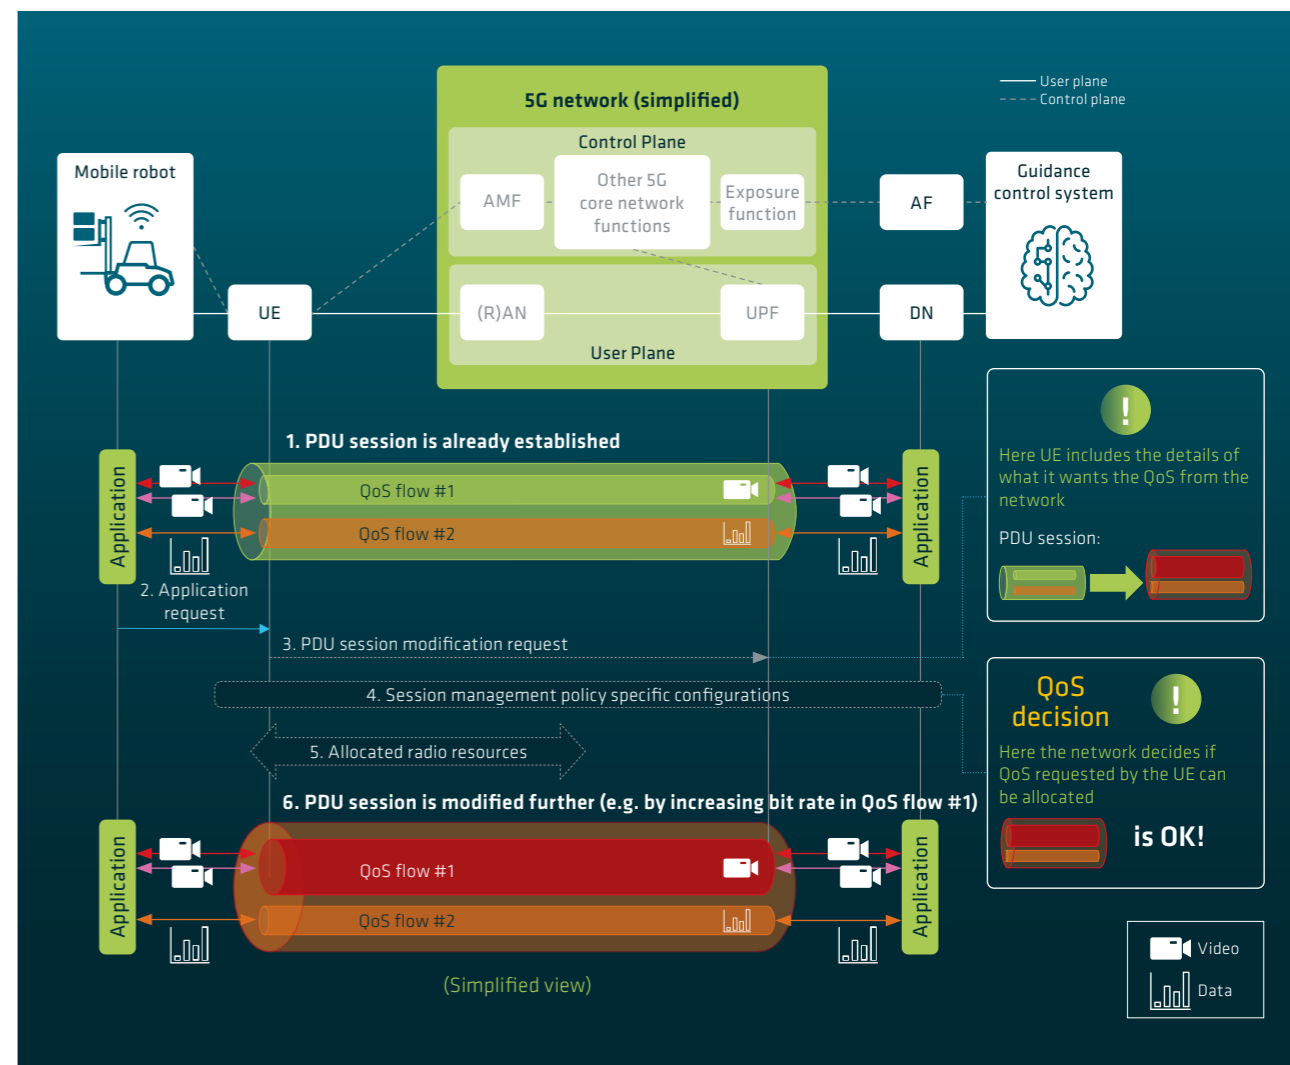 5G network (simplified)
User plane
Control plane
Control Plane
Mobile robot
AMF
Other 5G
core network
functions
Exposure
function
AF
Guidance
control system
UE
(R)AN
UPF
DN
User Plane
1. PDU session is already established
Application
QoS flow #1
QoS flow #2
Application
2. Application
request
3. PDU session modification request
4. Session management policy specific configurations
5. Allocated radio resources
6. PDU session is modified further (e.g. by increasing bit rate in QoS flow #1)
Application
QoS flow #1
QoS flow #2
Application
(Simplified view)
!
Here UE includes the details of
what it wants the QoS from the
network
PDU session:
QoS
decision
!
Here the network decides if
QoS requested by the UE can
be allocated
is OK!
Video
Data